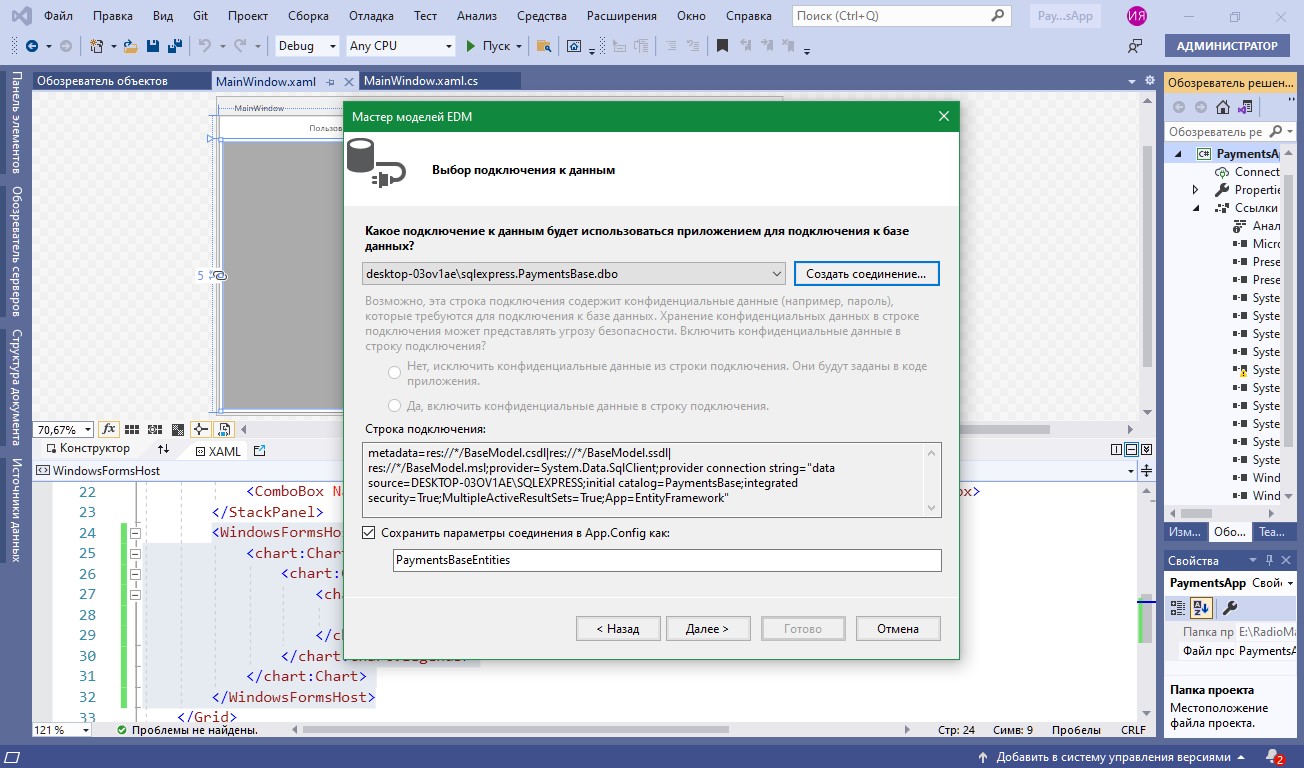 Файл Правка Вид Git Проект Сборка Отладка Тест Анализ Средства Расширения Окно Справка Поиск (Ctrl+Q) Pay...sApp ИЯ
Debug Any CPU Пуск АДМИНИСТРАТОР
Обозреватель объектов MainWindow.xaml MainWindow.xaml.cs
Панель элементов
Обозреватель серверов
Структура документа
Источники данных
MainWindow
Пользов
5
Мастер моделей EDM
Выбор подключения к данным
Какое подключение к данным будет использоваться приложением для подключения к базе
данных?
desktop-03ov1ae\sqlexpress.PaymentsBase.dbo Создать соединение...
Возможно, эта строка подключения содержит конфиденциальные данные (например, пароль),
которые требуются для подключения к базе данных. Хранение конфиденциальных данных в строке
подключения может представлять угрозу безопасности. Включить конфиденциальные данные в
строку подключения?
Нет, исключить конфиденциальные данные из строки подключения. Они будут заданы в коде
приложения.
Да, включить конфиденциальные данные в строку подключения.
Строка подключения:
metadata=res://*/BaseModel.csdl|res://*/BaseModel.ssdl|
res://*/BaseModel.msl;provider=System.Data.SqlClient;provider connection string="data
source=DESKTOP-03OV1AE\SQLEXPRESS;initial catalog=PaymentsBase;integrated
security=True;MultipleActiveResultSets=True;App=EntityFramework"
Сохранить параметры соединения в App.Config как:
PaymentsBaseEntities
< Назад Далее > Готово Отмена
70,67% fx
Конструктор XAML
WindowsFormsHost
22 <ComboBox Na ox>
23 </StackPanel>
24 <WindowsFormsHos
25 <chart:Chart
26 <chart:C
27 <cha
28
29 </c
30 </chart:Chart.Legends>
31 </chart:Chart>
32 </WindowsFormsHost>
33 </Grid>
121 % Проблемы не найдены. Стр: 24 Симв: 9 Пробелы CRLF
Обозреватель решен...
Обозреватель ре
C# PaymentsA
Connect
Propertie
Ссылки
Анал
Micro
Prese
Prese
Syste
Syste
Syste
Syste
Syste
Syste
Syste
Syste
Syste
Syste
Wind
Wind
Изм... Обо... Tea...
Свойства
PaymentsApp Свой
Папка пр E:\RadioMa
Файл прс PaymentsA
Папка проекта
Местоположение
файла проекта.
Добавить в систему управления версиями 2